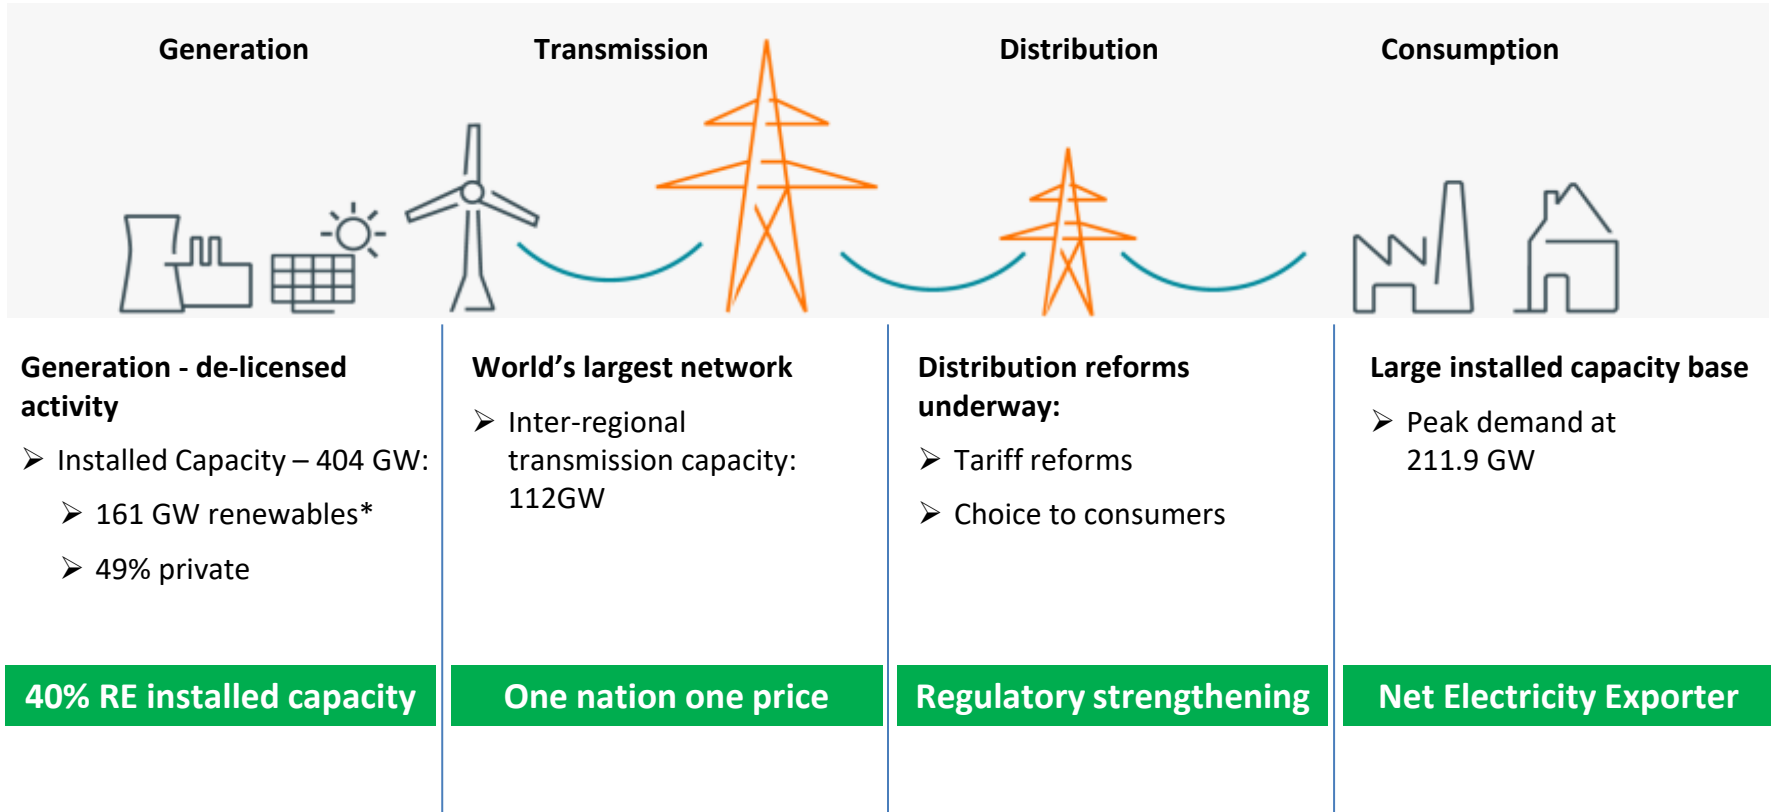 Generation
Transmission
Distribution
Consumption
Generation - de-licensed
activity
➢ Installed Capacity – 404 GW:
➢ 161 GW renewables*
➢ 49% private
40% RE installed capacity
World’s largest network
➢ Inter-regional
transmission capacity:
112GW
One nation one price
Distribution reforms
underway:
➢ Tariff reforms
➢ Choice to consumers
Regulatory strengthening
Large installed capacity base
➢ Peak demand at
211.9 GW
Net Electricity Exporter